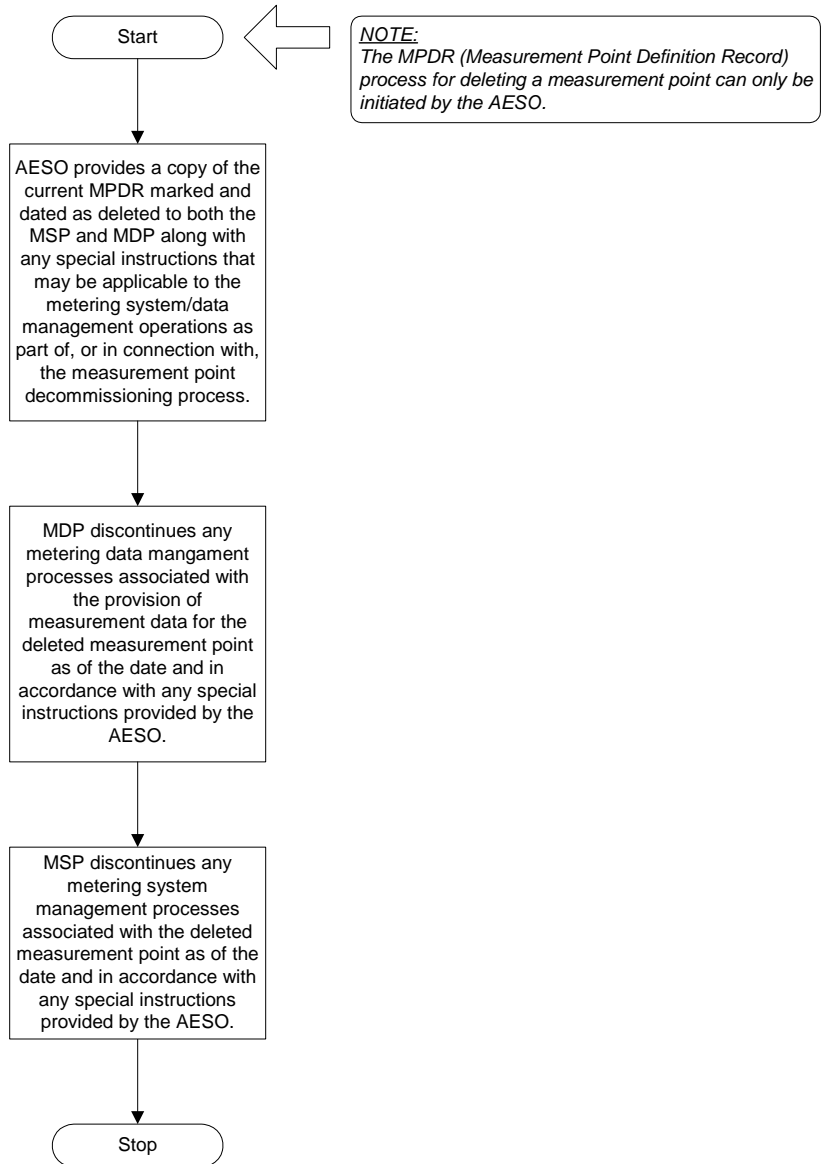 Start
NOTE:
The MPDR (Measurement Point Definition Record)
process for deleting a measurement point can only be
initiated by the AESO.
AESO provides a copy of the
current MPDR marked and
dated as deleted to both the
MSP and MDP along with
any special instructions that
may be applicable to the
metering system/data
management operations as
part of, or in connection with,
the measurement point
decommissioning process.
MDP discontinues any
metering data mangament
processes associated with
the provision of
measurement data for the
deleted measurement point
as of the date and in
accordance with any special
instructions provided by the
AESO.
MSP discontinues any
metering system
management processes
associated with the deleted
measurement point as of the
date and in accordance with
any special instructions
provided by the AESO.
Stop